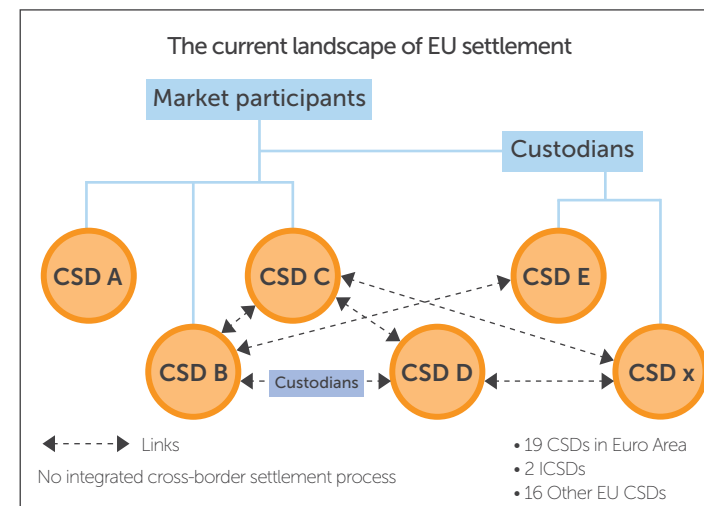 The current landscape of EU settlement
Market participants
Custodians
CSD A
CSD C
CSD E
CSD B
Custodians
CSD D
CSD x
Links
No integrated cross-border settlement process
• 19 CSDs in Euro Area
• 2 ICSDs
• 16 Other EU CSDs